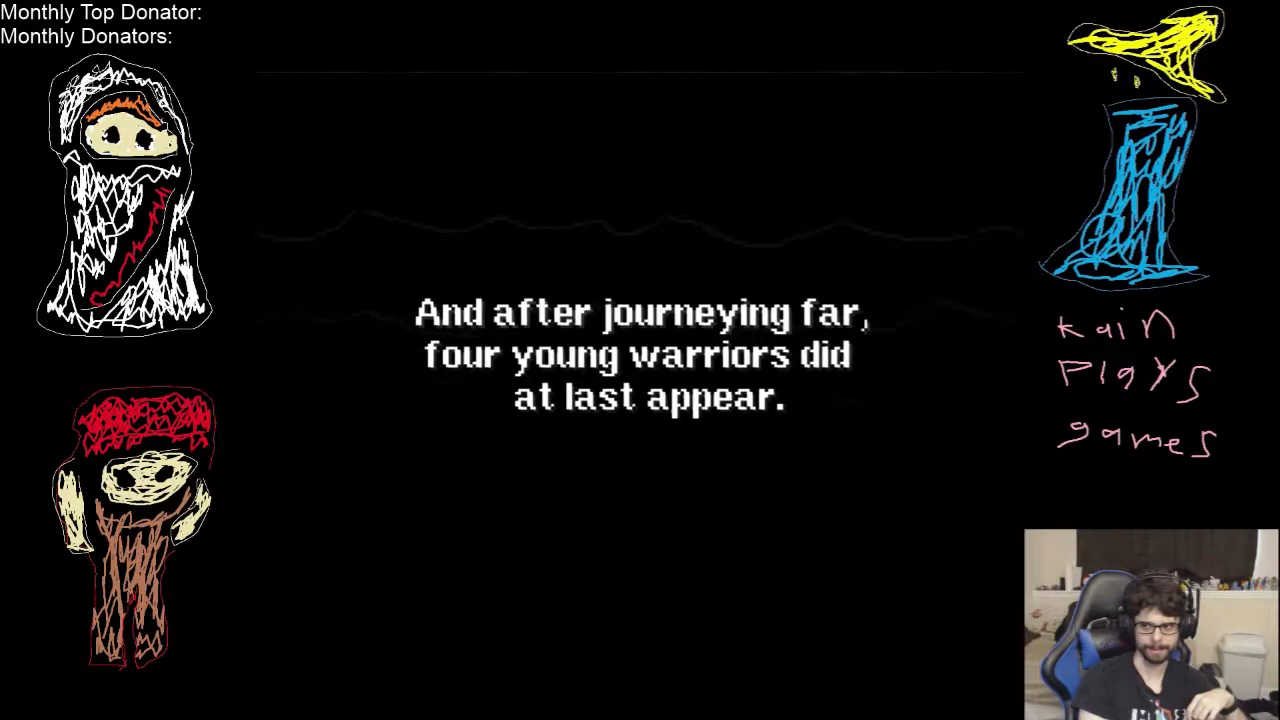 Monthly Top Donator:
Monthly Donators:
And after journeying far,
four young warriors did
at last appear.
kain
plays
games